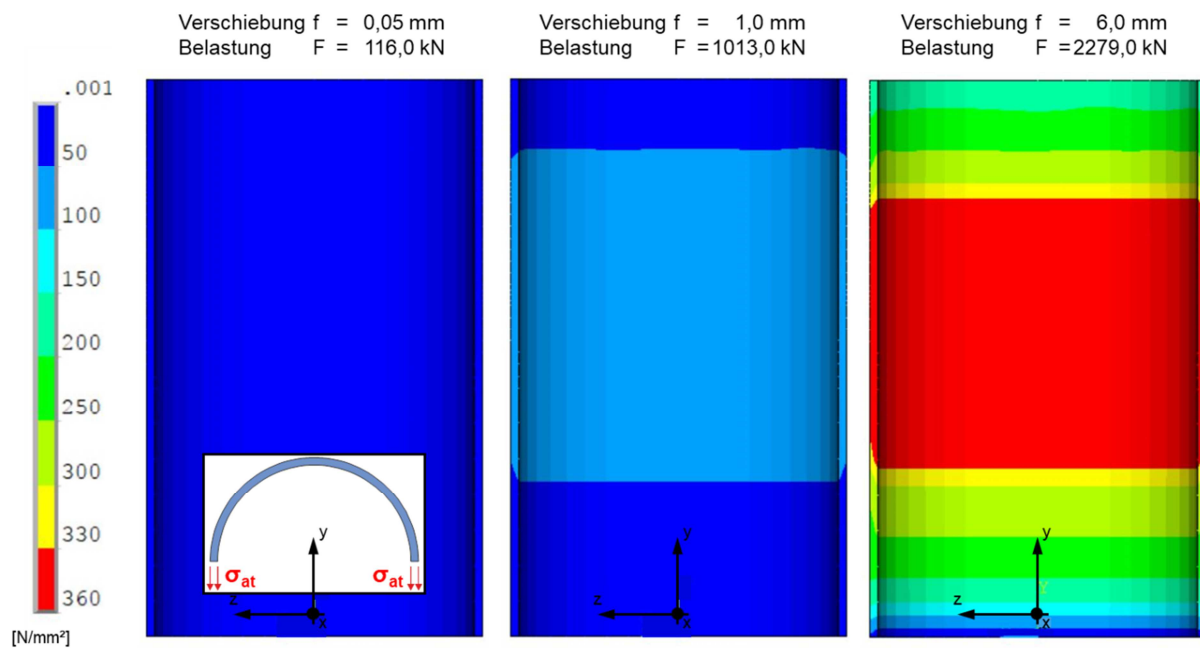 Verschiebung f = 0,05 mm
Belastung F = 116,0 kN
Verschiebung f = 1,0 mm
Belastung F =1013,0 kN
Verschiebung f = 6,0 mm
Belastung F =2279,0 kN
.001
50
100
150
200
250
300
330
360
[N/mm²]
σat σat
y
z
x
y
z
x
y
Y
z
x